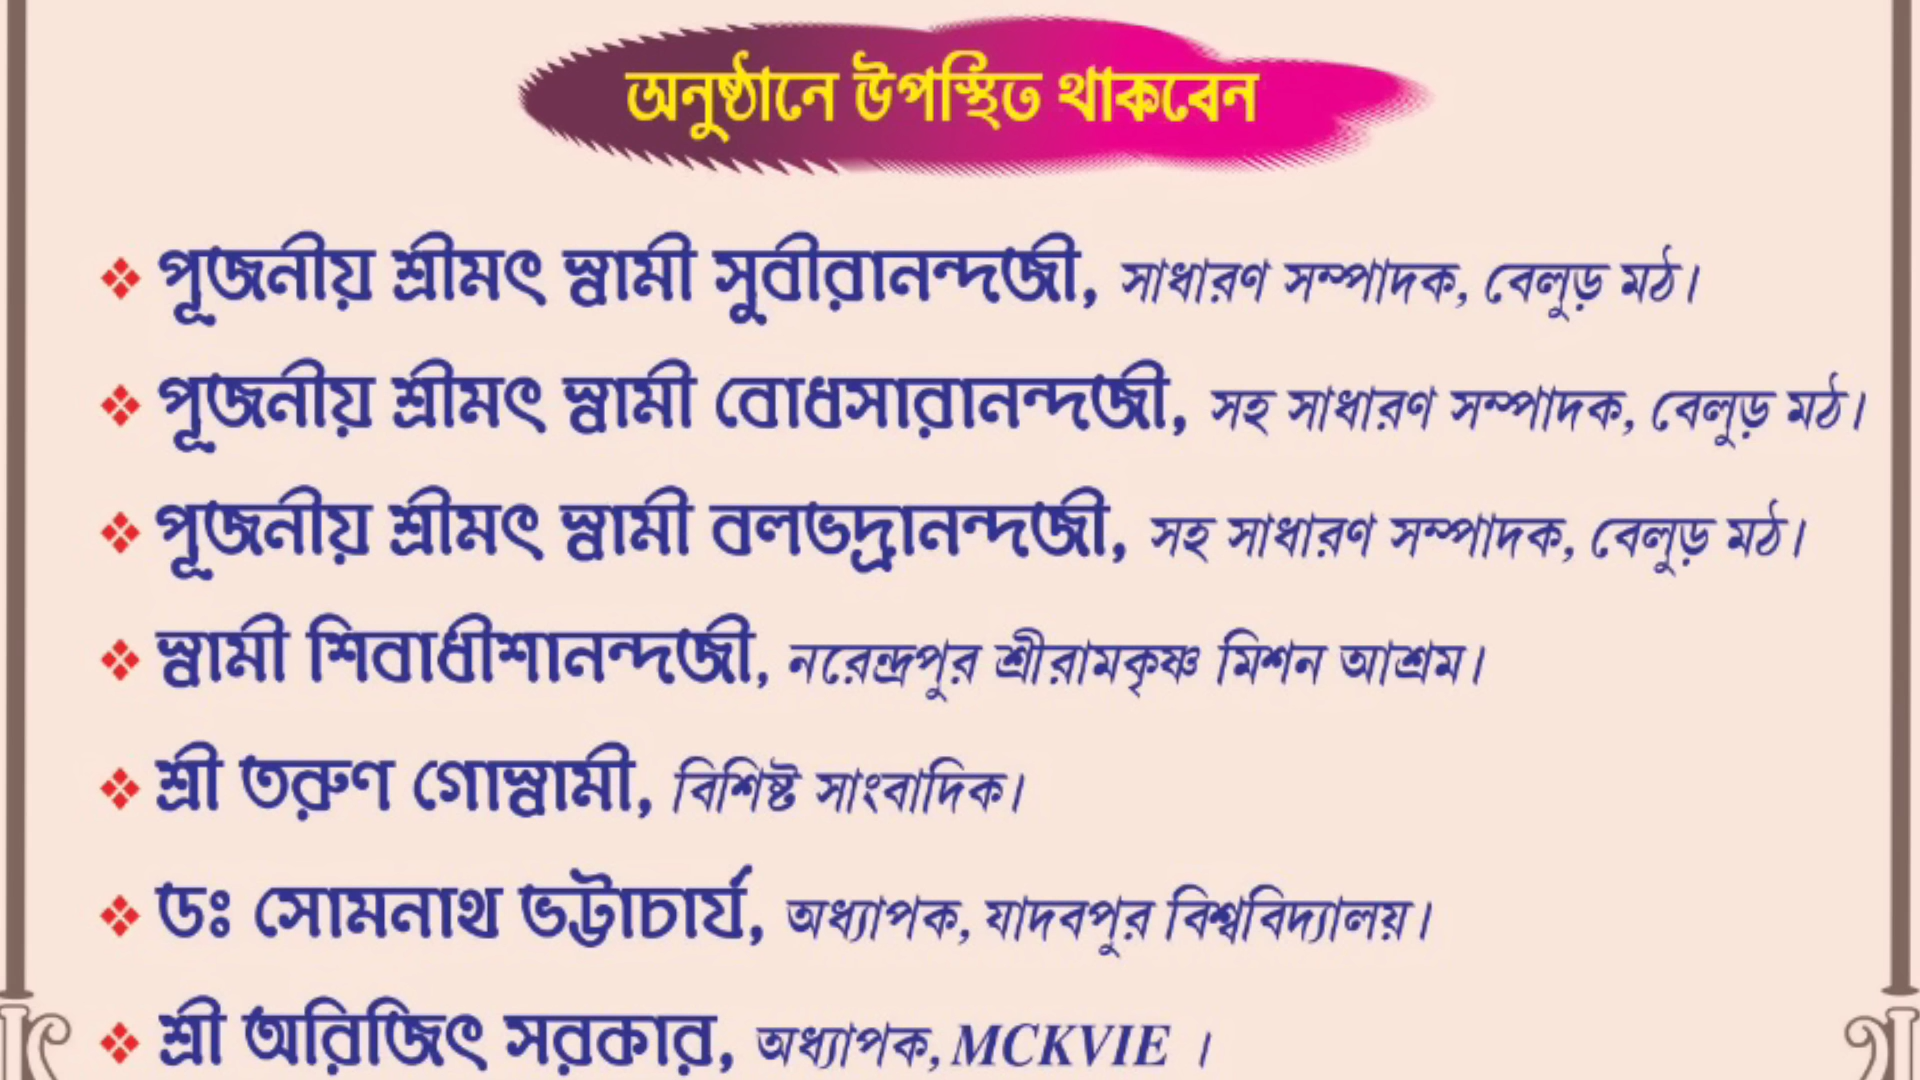 অনুষ্ঠানে উপস্থিত থাকবেন
❖ পূজনীয় শ্রীমৎ স্বামী সুবীরানন্দজী, সাধারণ সম্পাদক, বেলুড় মঠ।
❖ পূজনীয় শ্রীমৎ স্বামী বোধসারানন্দজী, সহ সাধারণ সম্পাদক, বেলুড় মঠ।
❖ পূজনীয় শ্রীমৎ স্বামী বলভদ্রানন্দজী, সহ সাধারণ সম্পাদক, বেলুড় মঠ।
❖ স্বামী শিবাধীশানন্দজী, নরেন্দ্রপুর শ্রীরামকৃষ্ণ মিশন আশ্রম।
❖ শ্রী তরুণ গোস্বামী, বিশিষ্ট সাংবাদিক।
❖ ডঃ সোমনাথ ভট্টাচার্য, অধ্যাপক, যাদবপুর বিশ্ববিদ্যালয়।
❖ শ্রী অরিজিৎ সরকার, অধ্যাপক, MCKVIE ।